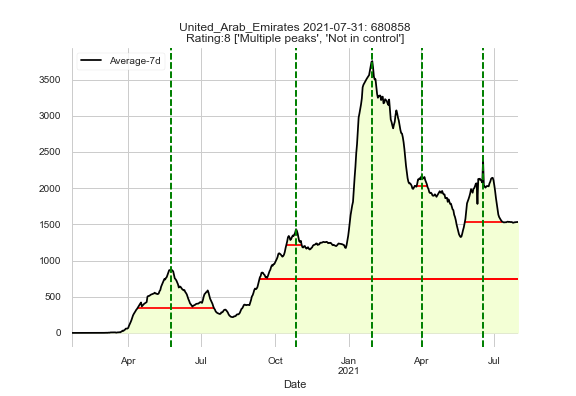 United_Arab_Emirates 2021-07-31: 680858
Rating:8 ['Multiple peaks', 'Not in control']
Average-7d
3500
3000
2500
2000
1500
1000
500
0
Apr Jul Oct Jan Apr Jul
2021
Date